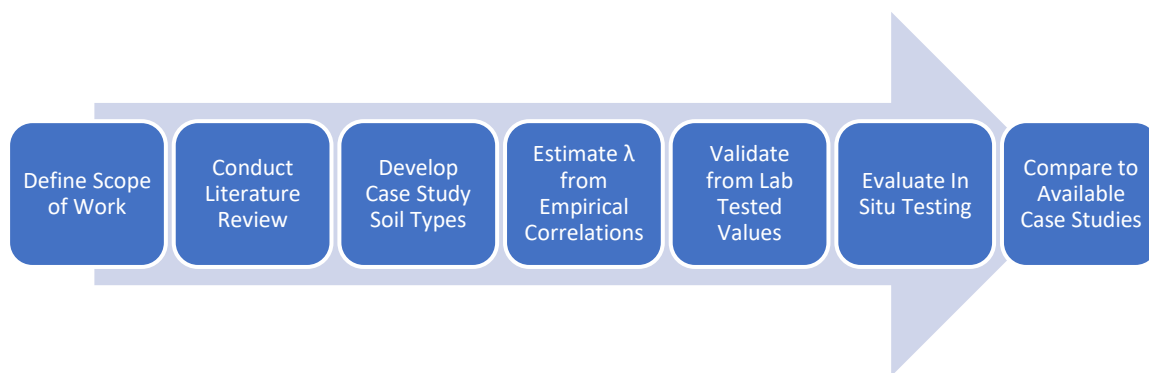 Define Scope
of Work
Conduct
Literature
Review
Develop
Case Study
Soil Types
Estimate λ
from
Empirical
Correlations
Validate
from Lab
Tested
Values
Evaluate In
Situ Testing
Compare to
Available
Case Studies